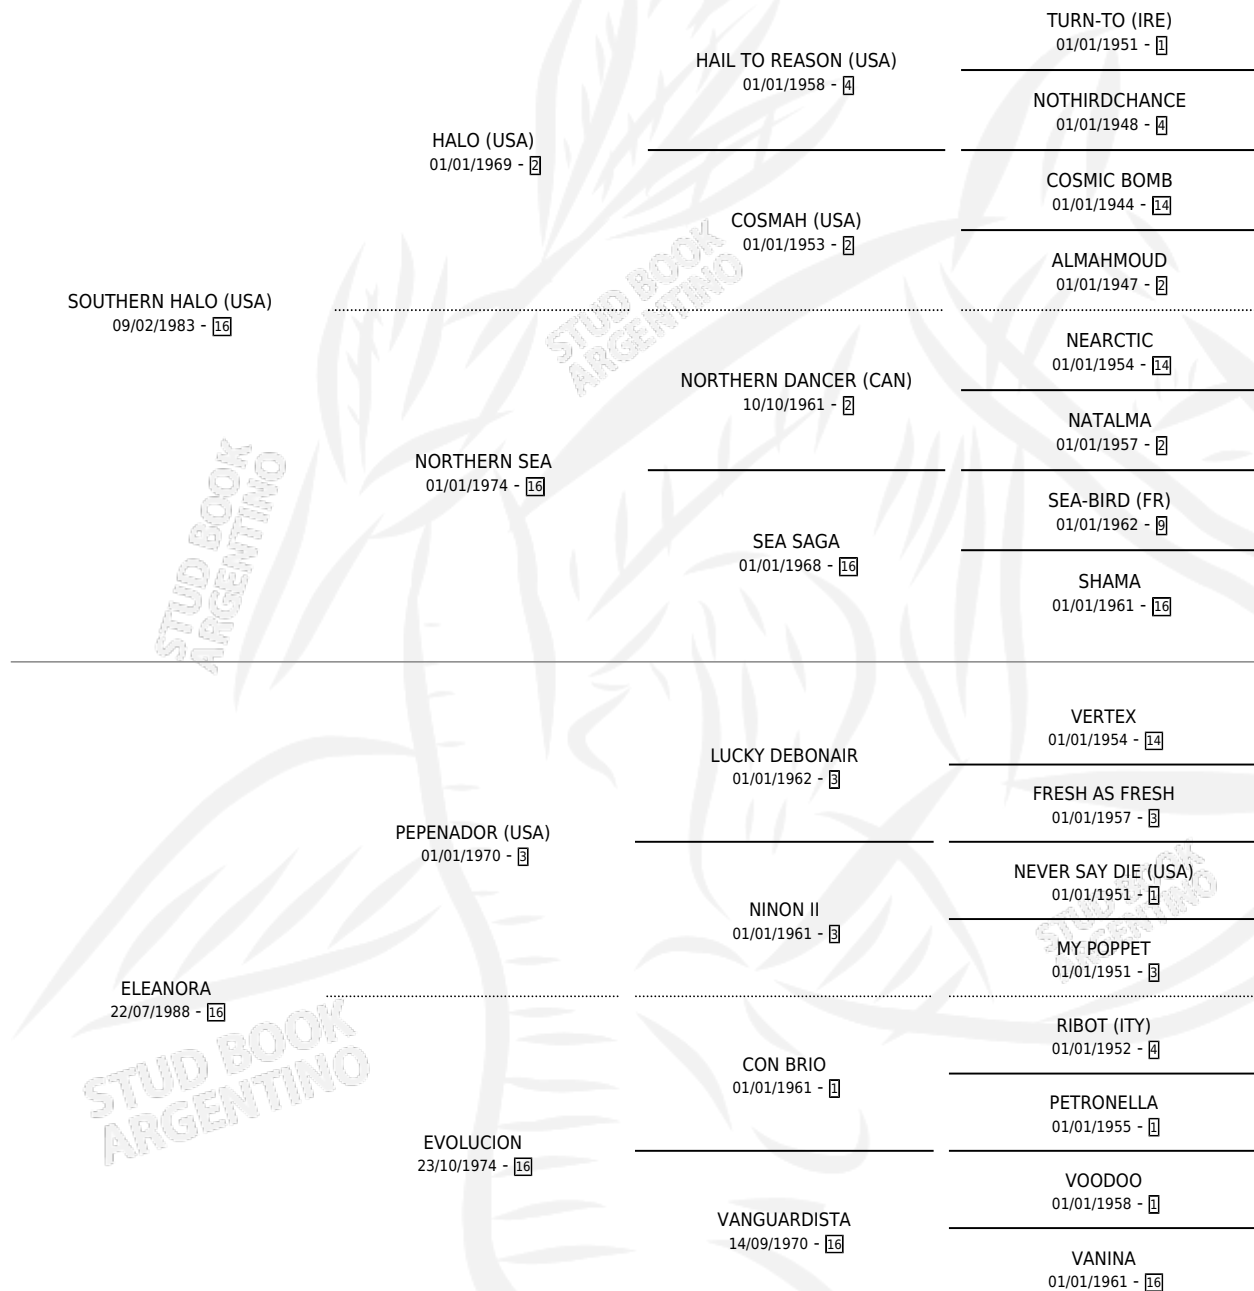 TURN-TO (IRE)
01/01/1951 - 1
HAIL TO REASON (USA)
01/01/1958 - 4
NOTHIRDCHANCE
01/01/1948 - 4
HALO (USA)
01/01/1969 - 2
COSMIC BOMB
01/01/1944 - 14
COSMAH (USA)
01/01/1953 - 2
ALMAHMOUD
01/01/1947 - 2
SOUTHERN HALO (USA)
09/02/1983 - 16
NEARCTIC
01/01/1954 - 14
NORTHERN DANCER (CAN)
10/10/1961 - 2
NATALMA
01/01/1957 - 2
NORTHERN SEA
01/01/1974 - 16
SEA-BIRD (FR)
01/01/1962 - 9
SEA SAGA
01/01/1968 - 16
SHAMA
01/01/1961 - 16
VERTEX
01/01/1954 - 14
LUCKY DEBONAIR
01/01/1962 - 3
FRESH AS FRESH
01/01/1957 - 3
PEPENADOR (USA)
01/01/1970 - 3
NEVER SAY DIE (USA)
01/01/1951 - 1
NINON II
01/01/1961 - 3
MY POPPET
01/01/1951 - 3
ELEANORA
22/07/1988 - 16
RIBOT (ITY)
01/01/1952 - 4
CON BRIO
01/01/1961 - 1
PETRONELLA
01/01/1955 - 1
EVOLUCION
23/10/1974 - 16
VOODOO
01/01/1958 - 1
VANGUARDISTA
14/09/1970 - 16
VANINA
01/01/1961 - 16
STUD BOOK
ARGENTINO
STUD BOOK
ARGENTINO
STUD BOOK
ARGENTINO
STUD BOOK
ARGENTINO